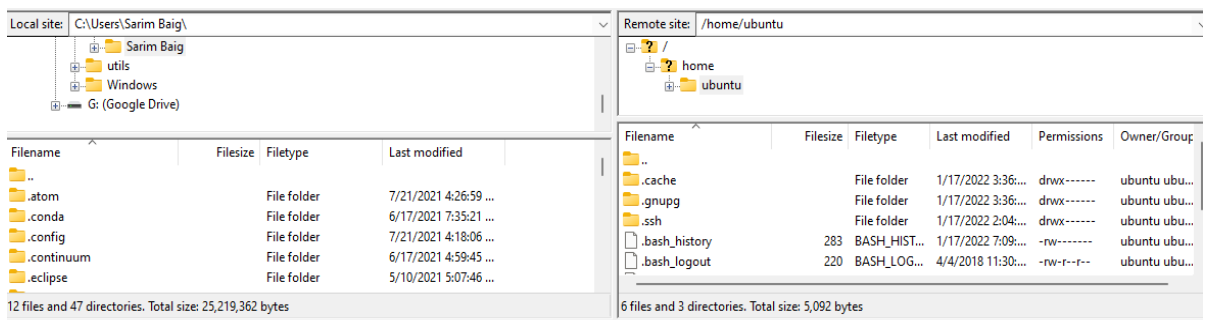 Local site: C:\Users\Sarim Baig\
Sarim Baig
utils
Windows
G: (Google Drive)
Filename Filesize Filetype Last modified
..
.atom File folder 7/21/2021 4:26:59 ...
.conda File folder 6/17/2021 7:35:21 ...
.config File folder 7/21/2021 4:18:06 ...
.continuum File folder 6/17/2021 4:59:45 ...
.eclipse File folder 5/10/2021 5:07:46 ...
12 files and 47 directories. Total size: 25,219,362 bytes
Remote site: /home/ubuntu
? /
? home
ubuntu
Filename Filesize Filetype Last modified Permissions Owner/Group
..
.cache File folder 1/17/2022 3:36:... drwx------ ubuntu ubu...
.gnupg File folder 1/17/2022 3:36:... drwx------ ubuntu ubu...
.ssh File folder 1/17/2022 2:04:... drwx------ ubuntu ubu...
.bash_history 283 BASH_HIST... 1/17/2022 7:09:... -rw------- ubuntu ubu...
.bash_logout 220 BASH_LOG... 4/4/2018 11:30:... -rw-r--r-- ubuntu ubu...
6 files and 3 directories. Total size: 5,092 bytes